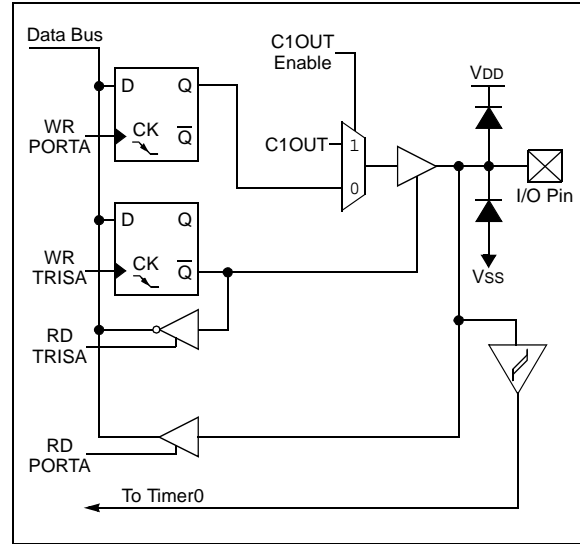 Data Bus
C1OUT
Enable
VDD
D
Q
WR
PORTA
CK
Q
C1OUT
1
0
I/O Pin
D
Q
WR
TRISA
CK
Q
VSS
RD
TRISA
RD
PORTA
To Timer0